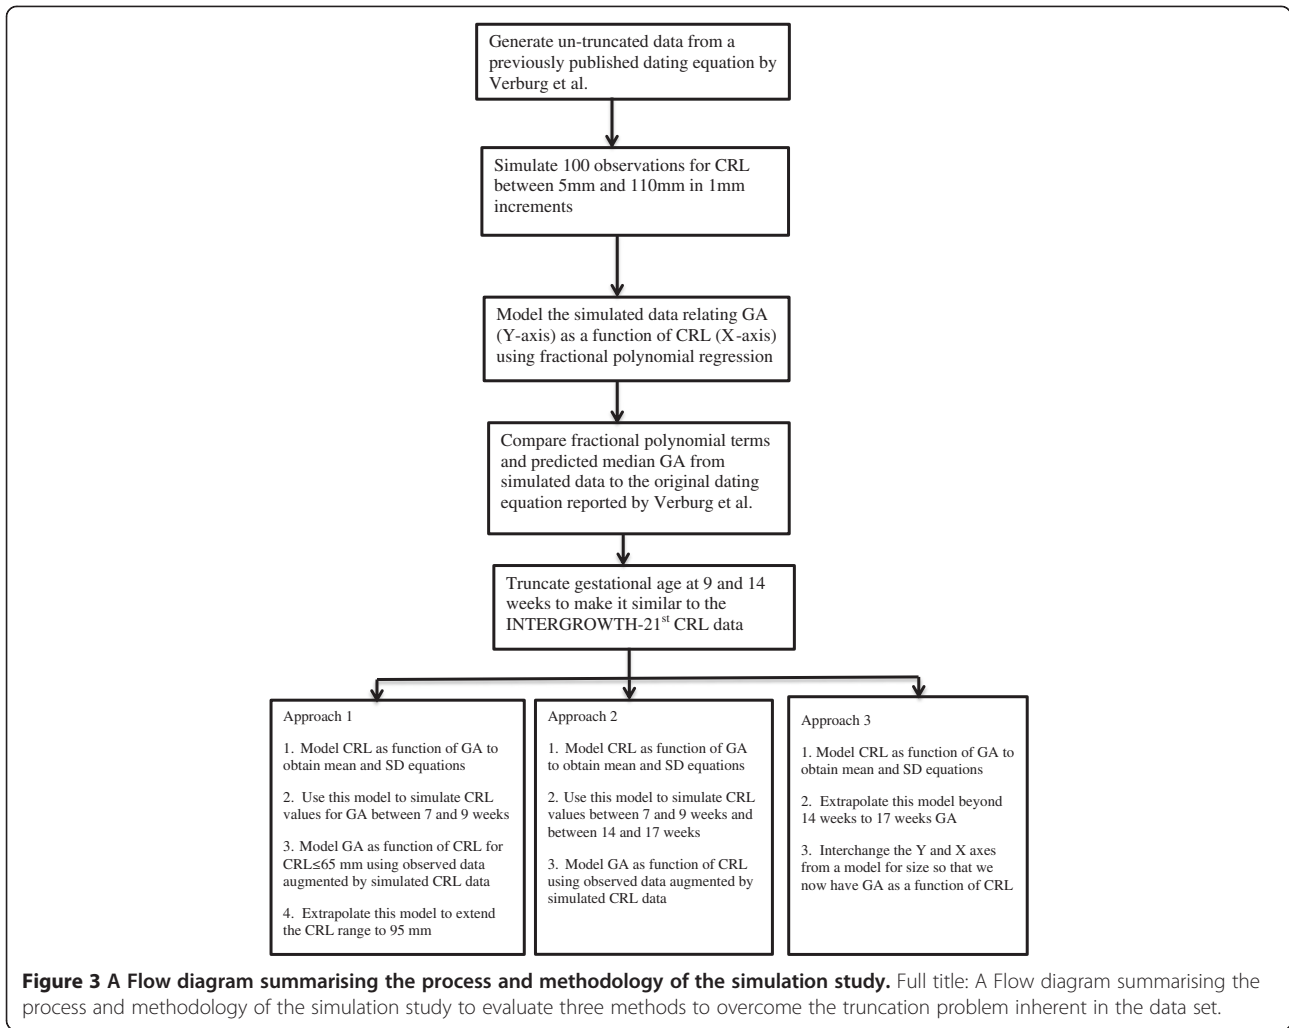 Generate un-truncated data from a
previously published dating equation by
Verburg et al.
Simulate 100 observations for CRL
between 5mm and 110mm in 1mm
increments
Model the simulated data relating GA
(Y-axis) as a function of CRL (X-axis)
using fractional polynomial regression
Compare fractional polynomial terms
and predicted median GA from
simulated data to the original dating
equation reported by Verburg et al.
Truncate gestational age at 9 and 14
weeks to make it similar to the
INTERGROWTH-21st CRL data
Approach 1
1. Model CRL as function of GA to
obtain mean and SD equations
2. Use this model to simulate CRL
values for GA between 7 and 9 weeks
3. Model GA as function of CRL for
CRL≤65 mm using observed data
augmented by simulated CRL data
4. Extrapolate this model to extend
the CRL range to 95 mm
Approach 2
1. Model CRL as function of GA
to obtain mean and SD equations
2. Use this model to simulate CRL
values between 7 and 9 weeks and
between 14 and 17 weeks
3. Model GA as function of CRL
using observed data augmented by
simulated CRL data
Approach 3
1. Model CRL as function of GA to
obtain mean and SD equations
2. Extrapolate this model beyond
14 weeks to 17 weeks GA
3. Interchange the Y and X axes
from a model for size so that we
now have GA as a function of CRL
Figure 3 A Flow diagram summarising the process and methodology of the simulation study. Full title: A Flow diagram summarising the
process and methodology of the simulation study to evaluate three methods to overcome the truncation problem inherent in the data set.